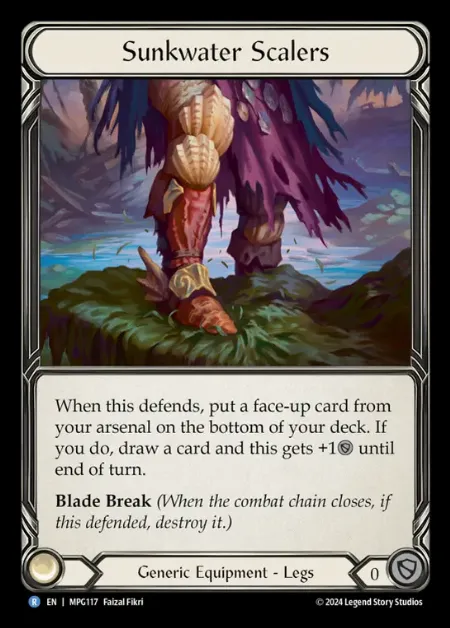 Sunkwater Scalers
When this defends, put a face-up card from
your arsenal on the bottom of your deck. If
you do, draw a card and this gets +1 until
end of turn.
Blade Break (When the combat chain closes, if
this defended, destroy it.)
Generic Equipment - Legs
0
R EN | MPG117 Faizal Fikri
© 2024 Legend Story Studios